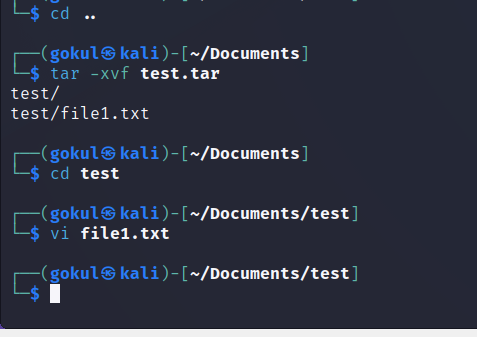 └─$ cd ..
┌──(gokul㉿kali)-[~/Documents]
└─$ tar -xvf test.tar
test/
test/file1.txt
┌──(gokul㉿kali)-[~/Documents]
└─$ cd test
┌──(gokul㉿kali)-[~/Documents/test]
└─$ vi file1.txt
┌──(gokul㉿kali)-[~/Documents/test]
└─$